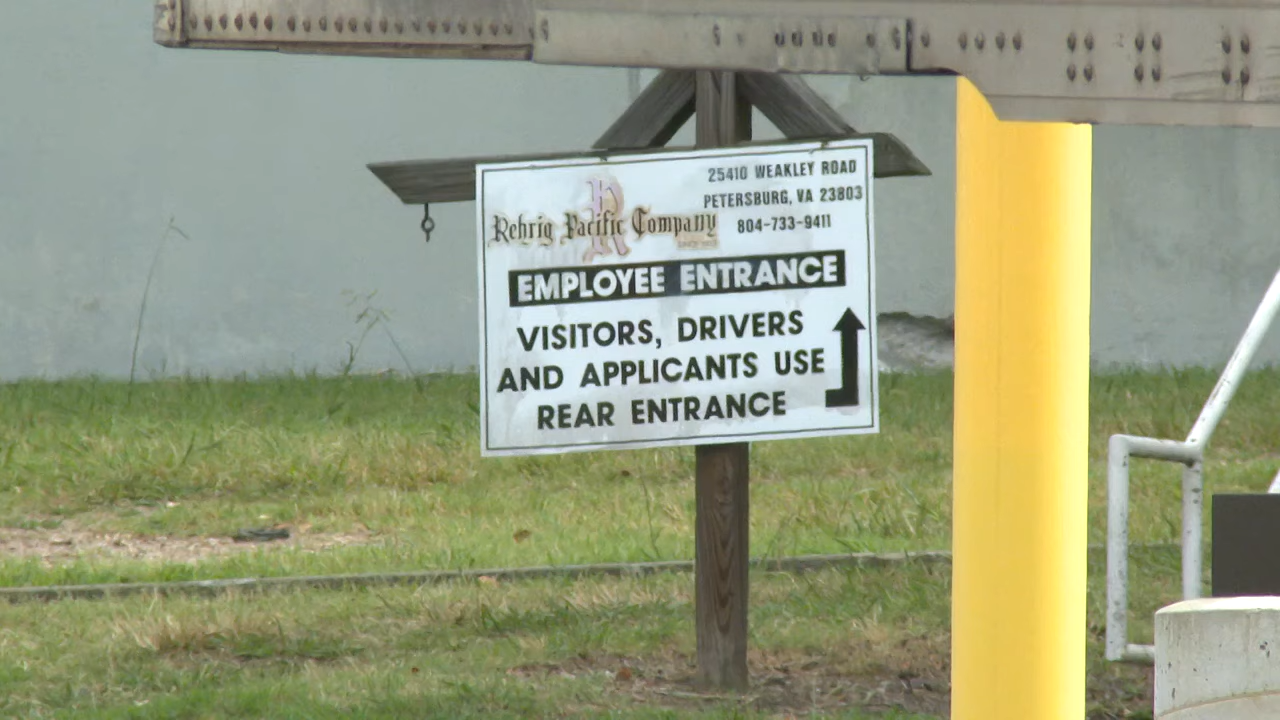 25410 WEAKLEY ROAD
PETERSBURG, VA 23803
804-733-9411
Rehrig Pacific Company
EMPLOYEE ENTRANCE
VISITORS, DRIVERS
AND APPLICANTS USE
REAR ENTRANCE